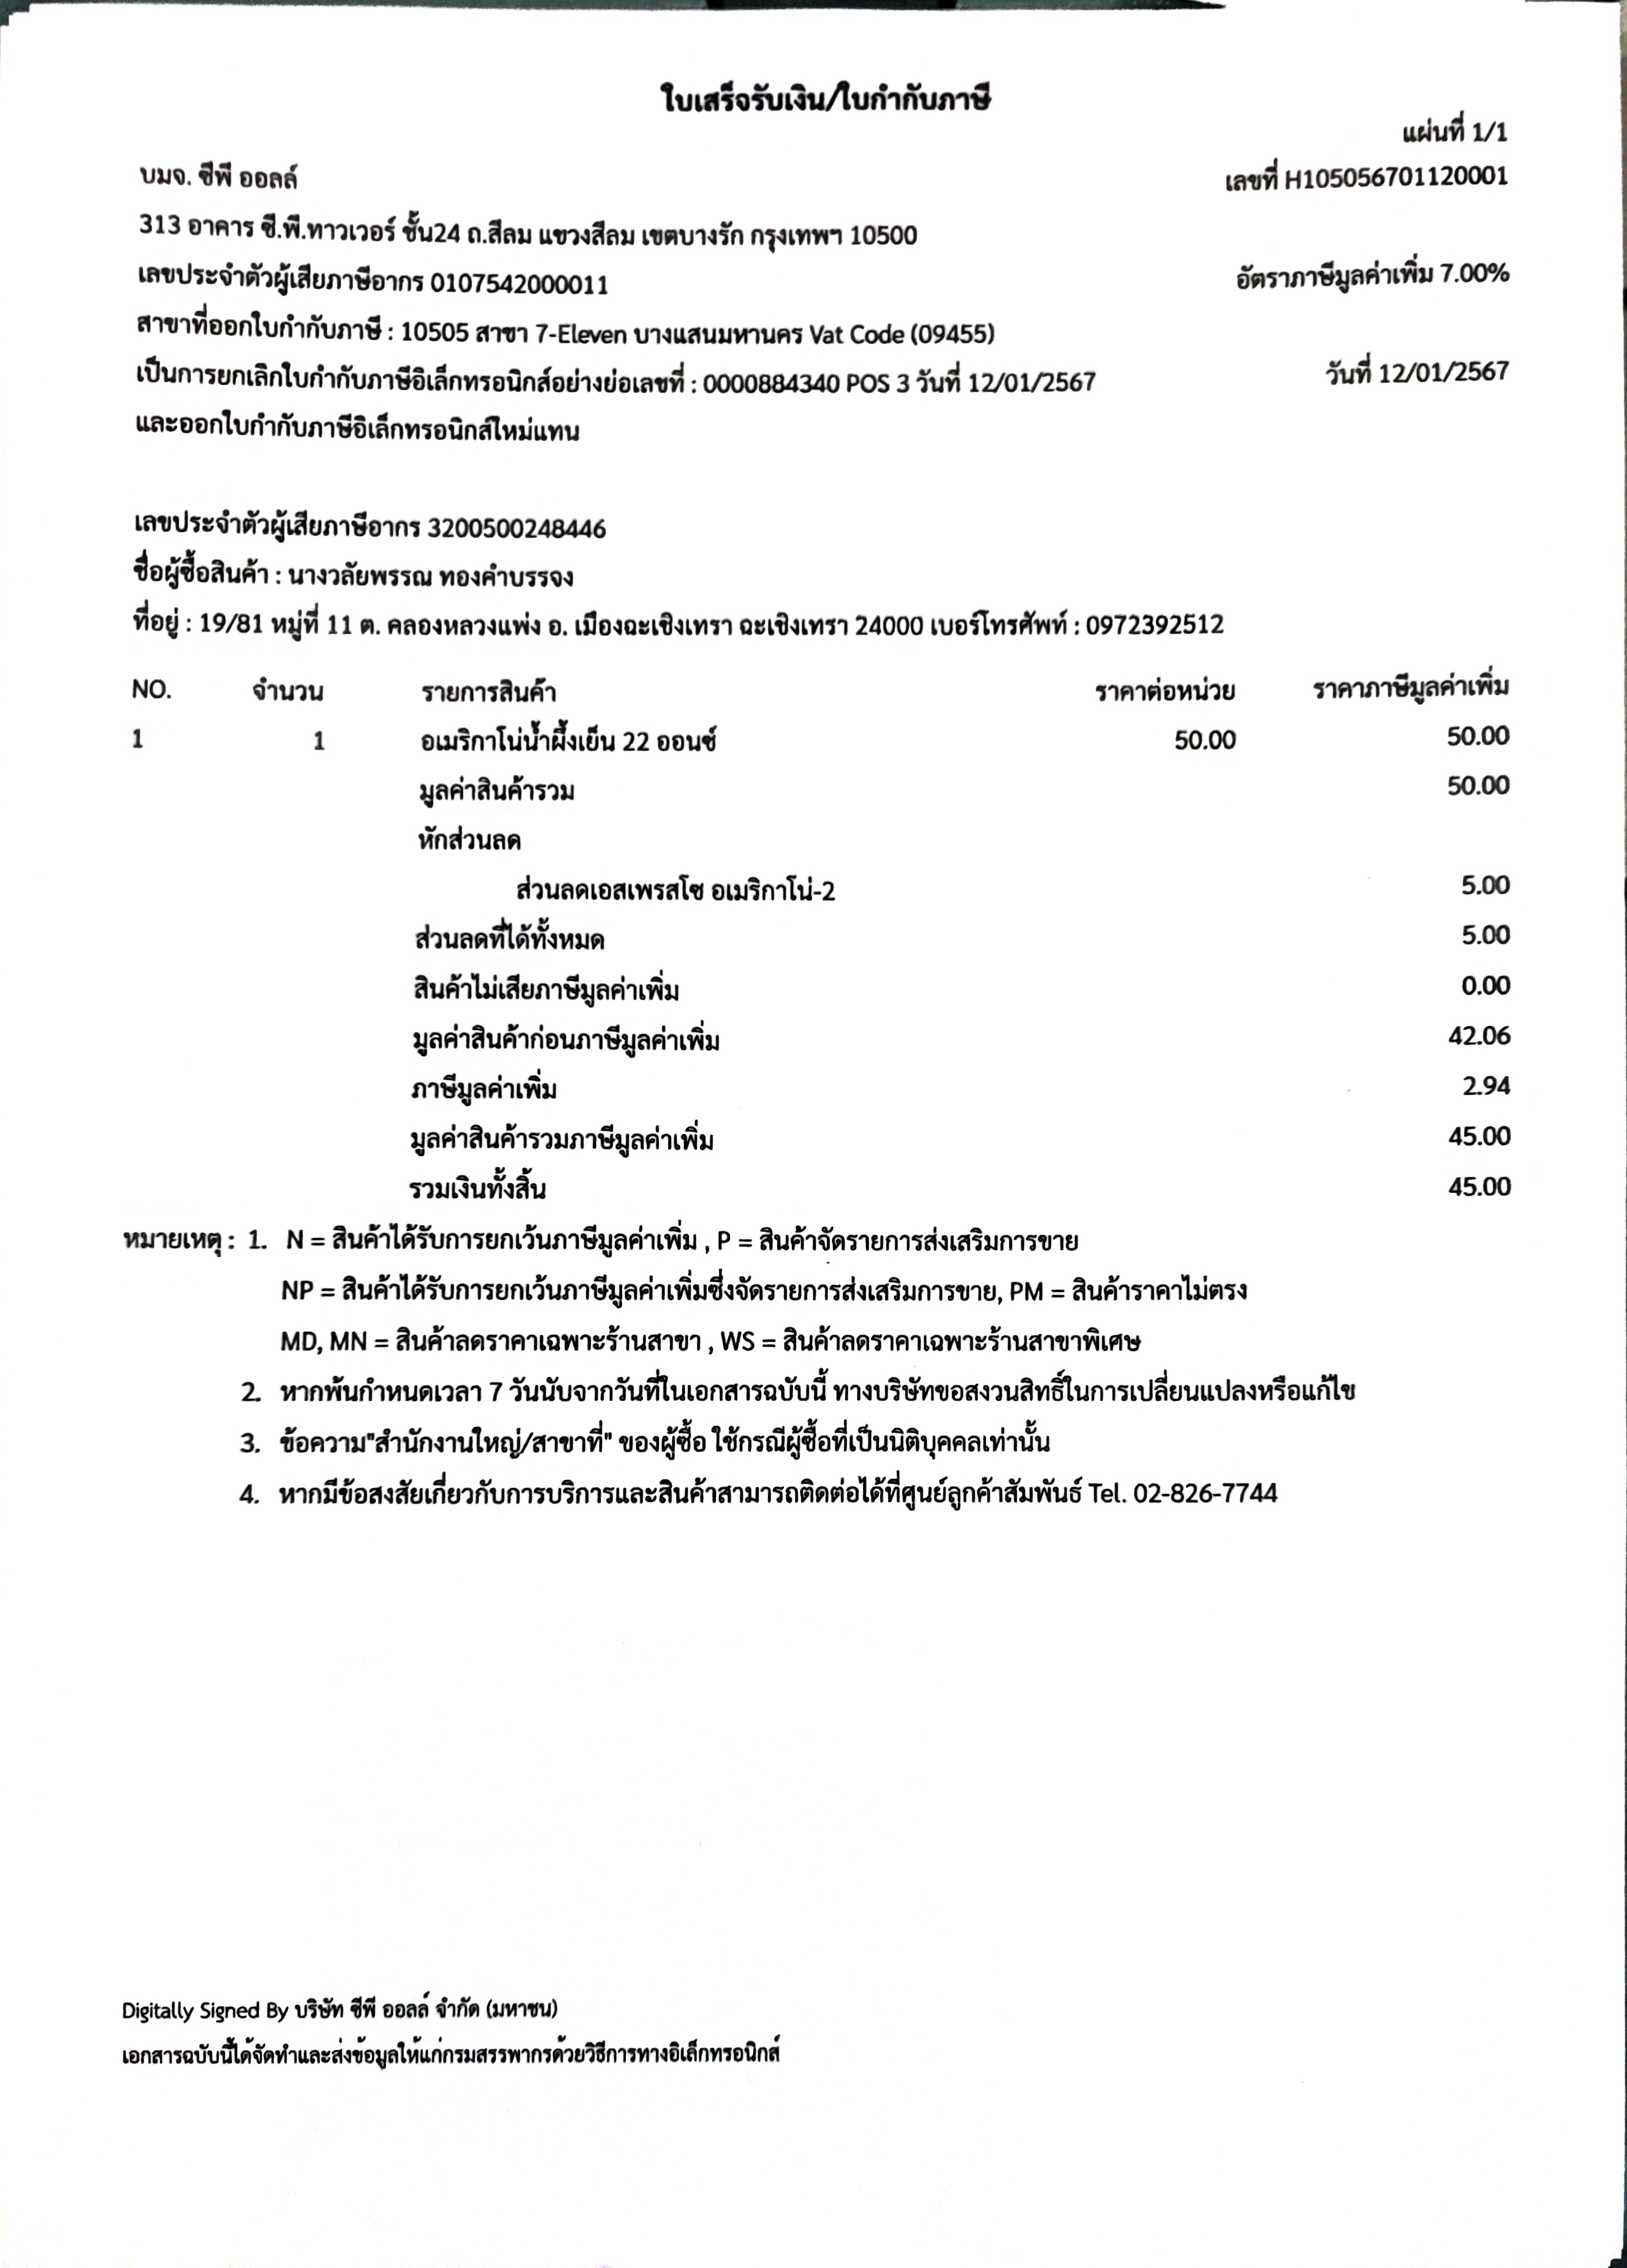 ใบเสร็จรับเงิน/ใบกำกับภาษี
แผ่นที่ 1/1
บมจ. ซีพี ออลล์ เลขที่ H105056701120001
313 อาคาร ซี.พี.ทาวเวอร์ ชั้น24 ถ.สีลม แขวงสีลม เขตบางรัก กรุงเทพฯ 10500
เลขประจำตัวผู้เสียภาษีอากร 0107542000011 อัตราภาษีมูลค่าเพิ่ม 7.00%
สาขาที่ออกใบกำกับภาษี : 10505 สาขา 7-Eleven บางแสนมหานคร Vat Code (09455)
เป็นการยกเลิกใบกำกับภาษีอิเล็กทรอนิกส์อย่างย่อเลขที่ : 0000884340 POS 3 วันที่ 12/01/2567 วันที่ 12/01/2567
และออกใบกำกับภาษีอิเล็กทรอนิกส์ใหม่แทน
เลขประจำตัวผู้เสียภาษีอากร 3200500248446
ชื่อผู้ซื้อสินค้า : นางวลัยพรรณ ทองคำบรรจง
ที่อยู่ : 19/81 หมู่ที่ 11 ต. คลองหลวงแพ่ง อ. เมืองฉะเชิงเทรา ฉะเชิงเทรา 24000 เบอร์โทรศัพท์ : 0972392512
NO. จำนวน รายการสินค้า ราคาต่อหน่วย ราคาภาษีมูลค่าเพิ่ม
1 1 อเมริกาโน่น้ำผึ้งเย็น 22 ออนซ์ 50.00 50.00
มูลค่าสินค้ารวม 50.00
หักส่วนลด
ส่วนลดเอสเพรสโซ อเมริกาโน่-2 5.00
ส่วนลดที่ได้ทั้งหมด 5.00
สินค้าไม่เสียภาษีมูลค่าเพิ่ม 0.00
มูลค่าสินค้าก่อนภาษีมูลค่าเพิ่ม 42.06
ภาษีมูลค่าเพิ่ม 2.94
มูลค่าสินค้ารวมภาษีมูลค่าเพิ่ม 45.00
รวมเงินทั้งสิ้น 45.00
หมายเหตุ : 1. N = สินค้าได้รับการยกเว้นภาษีมูลค่าเพิ่ม , P = สินค้าจัดรายการส่งเสริมการขาย
NP = สินค้าได้รับการยกเว้นภาษีมูลค่าเพิ่มซึ่งจัดรายการส่งเสริมการขาย, PM = สินค้าราคาไม่ตรง
MD, MN = สินค้าลดราคาเฉพาะร้านสาขา , WS = สินค้าลดราคาเฉพาะร้านสาขาพิเศษ
2. หากพ้นกำหนดเวลา 7 วันนับจากวันที่ในเอกสารฉบับนี้ ทางบริษัทขอสงวนสิทธิ์ในการเปลี่ยนแปลงหรือแก้ไข
3. ข้อความ"สำนักงานใหญ่/สาขาที่" ของผู้ซื้อ ใช้กรณีผู้ซื้อที่เป็นนิติบุคคลเท่านั้น
4. หากมีข้อสงสัยเกี่ยวกับการบริการและสินค้าสามารถติดต่อได้ที่ศูนย์ลูกค้าสัมพันธ์ Tel. 02-826-7744
Digitally Signed By บริษัท ซีพี ออลล์ จำกัด (มหาชน)
เอกสารฉบับนี้ได้จัดทำและส่งข้อมูลให้แก่กรมสรรพากรด้วยวิธีการทางอิเล็กทรอนิกส์